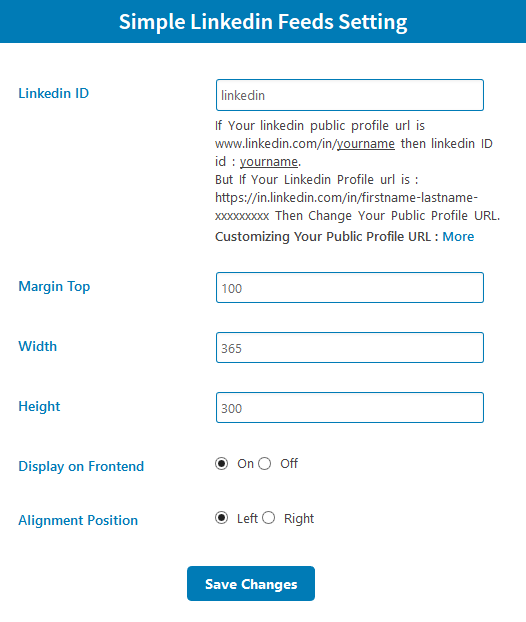 Simple Linkedin Feeds Setting
Linkedin ID
linkedin
If Your linkedin public profile url is
www.linkedin.com/in/yourname then linkedin ID
id : yourname.
But If Your Linkedin Profile url is :
https://in.linkedin.com/in/firstname-lastname-
xxxxxxxxx Then Change Your Public Profile URL.
Customizing Your Public Profile URL : More
Margin Top
100
Width
365
Height
300
Display on Frontend
On Off
Alignment Position
Left Right
Save Changes